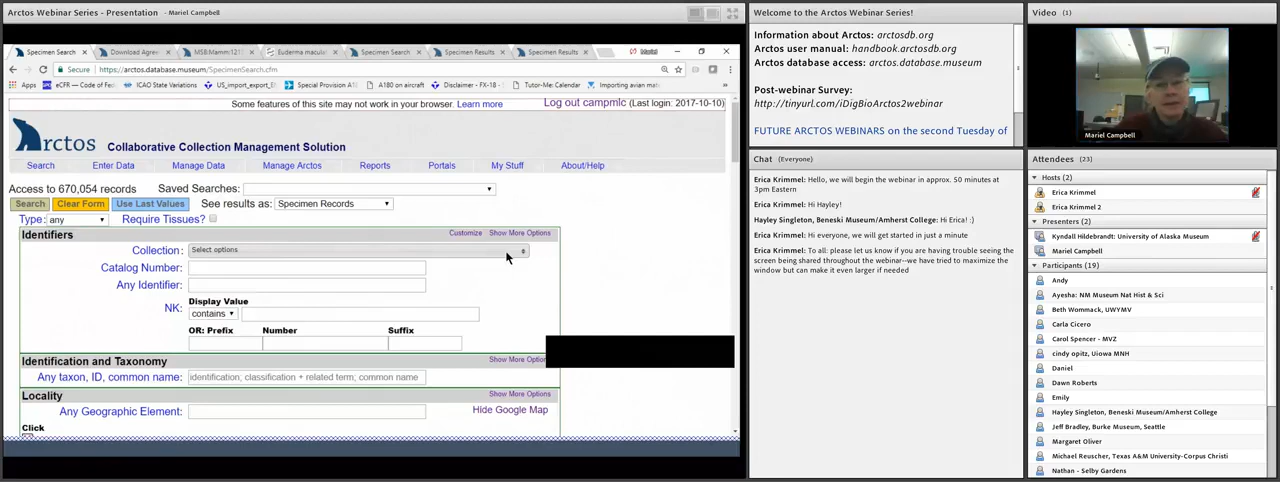 Arctos Webinar Series - Presentation - Mariel Campbell
Specimen Search
Download Agre
MSB:Mamm:121
Euderma macula
Specimen Search
Specimen Results
Specimen Results
Mariel
Secure https://arctos.database.museum/SpecimenSearch.cfm
Apps eCFR — Code of Fed ICAO State Variations US_import_export_E Special Provision A1 A180 on aircraft Disclaimer - FX-18 - Tutor-Me: Calendar Importing avian mat
Some features of this site may not work in your browser. Learn more
Log out campmlc (Last login: 2017-10-10)
Arctos Collaborative Collection Management Solution
Search Enter Data Manage Data Manage Arctos Reports Portals My Stuff About/Help
Access to 670,054 records Saved Searches:
Search Clear Form Use Last Values See results as: Specimen Records
Type: any Require Tissues?
Identifiers Customize Show More Options
Collection: Select options
Catalog Number:
Any Identifier:
Display Value
NK: contains
OR: Prefix Number Suffix
Identification and Taxonomy Show More Option
Any taxon, ID, common name: identification; classification + related term; common name
Locality Show More Options
Any Geographic Element: Hide Google Map
Click
Welcome to the Arctos Webinar Series!
Information about Arctos: arctosdb.org
Arctos user manual: handbook.arctosdb.org
Arctos database access: arctos.database.museum
Post-webinar Survey:
http://tinyurl.com/iDigBioArctos2webinar
FUTURE ARCTOS WEBINARS on the second Tuesday of
Chat (Everyone)
Erica Krimmel: Hello, we will begin the webinar in approx. 50 minutes at
3pm Eastern
Erica Krimmel: Hi Hayley!
Hayley Singleton, Beneski Museum/Amherst College: Hi Erica! :)
Erica Krimmel: Hi everyone, we will get started in just a minute
Erica Krimmel: To all: please let us know if you are having trouble seeing the
screen being shared throughout the webinar--we have tried to maximize the
window but can make it even larger if needed
Video (1)
Mariel Campbell
Attendees (23)
Hosts (2)
Erica Krimmel
Erica Krimmel 2
Presenters (2)
Kyndall Hildebrandt: University of Alaska Museum
Mariel Campbell
Participants (19)
Andy
Ayesha: NM Museum Nat Hist & Sci
Beth Wommack, UWYMV
Carla Cicero
Carol Spencer - MVZ
cindy opitz, Uiowa MNH
Daniel
Dawn Roberts
Emily
Hayley Singleton, Beneski Museum/Amherst College
Jeff Bradley, Burke Museum, Seattle
Margaret Oliver
Michael Reuscher, Texas A&M University-Corpus Christi
Nathan - Selby Gardens